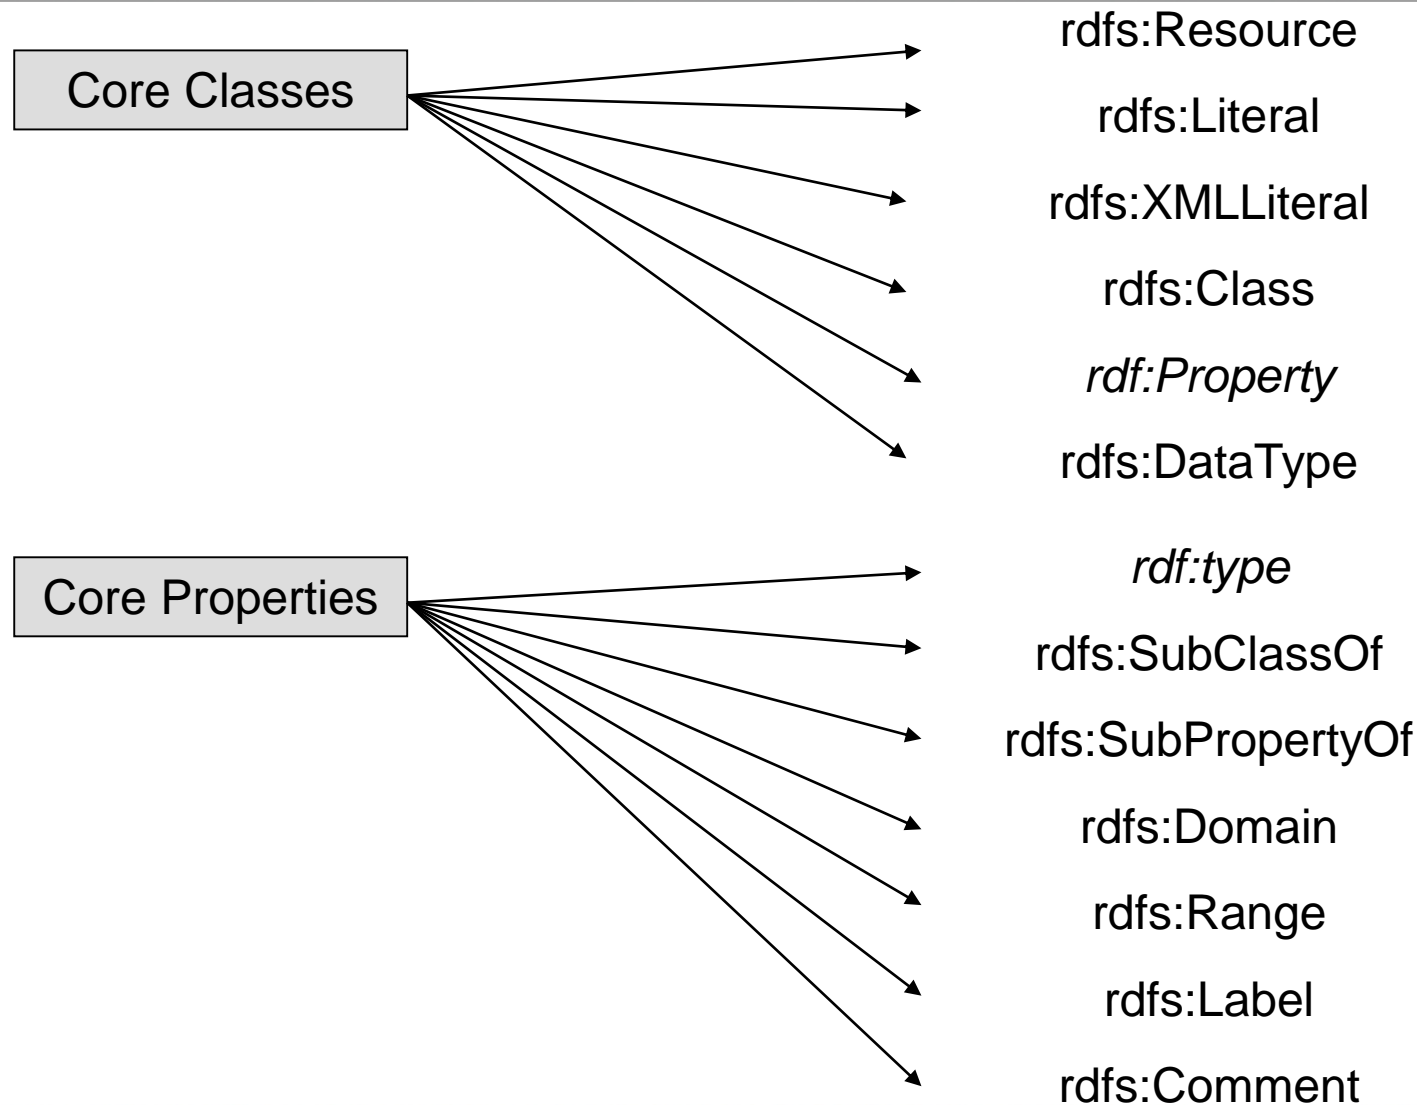 Core Classes
rdfs:Resource
rdfs:Literal
rdfs:XMLLiteral
rdfs:Class
rdf:Property
rdfs:DataType
Core Properties
rdf:type
rdfs:SubClassOf
rdfs:SubPropertyOf
rdfs:Domain
rdfs:Range
rdfs:Label
rdfs:Comment